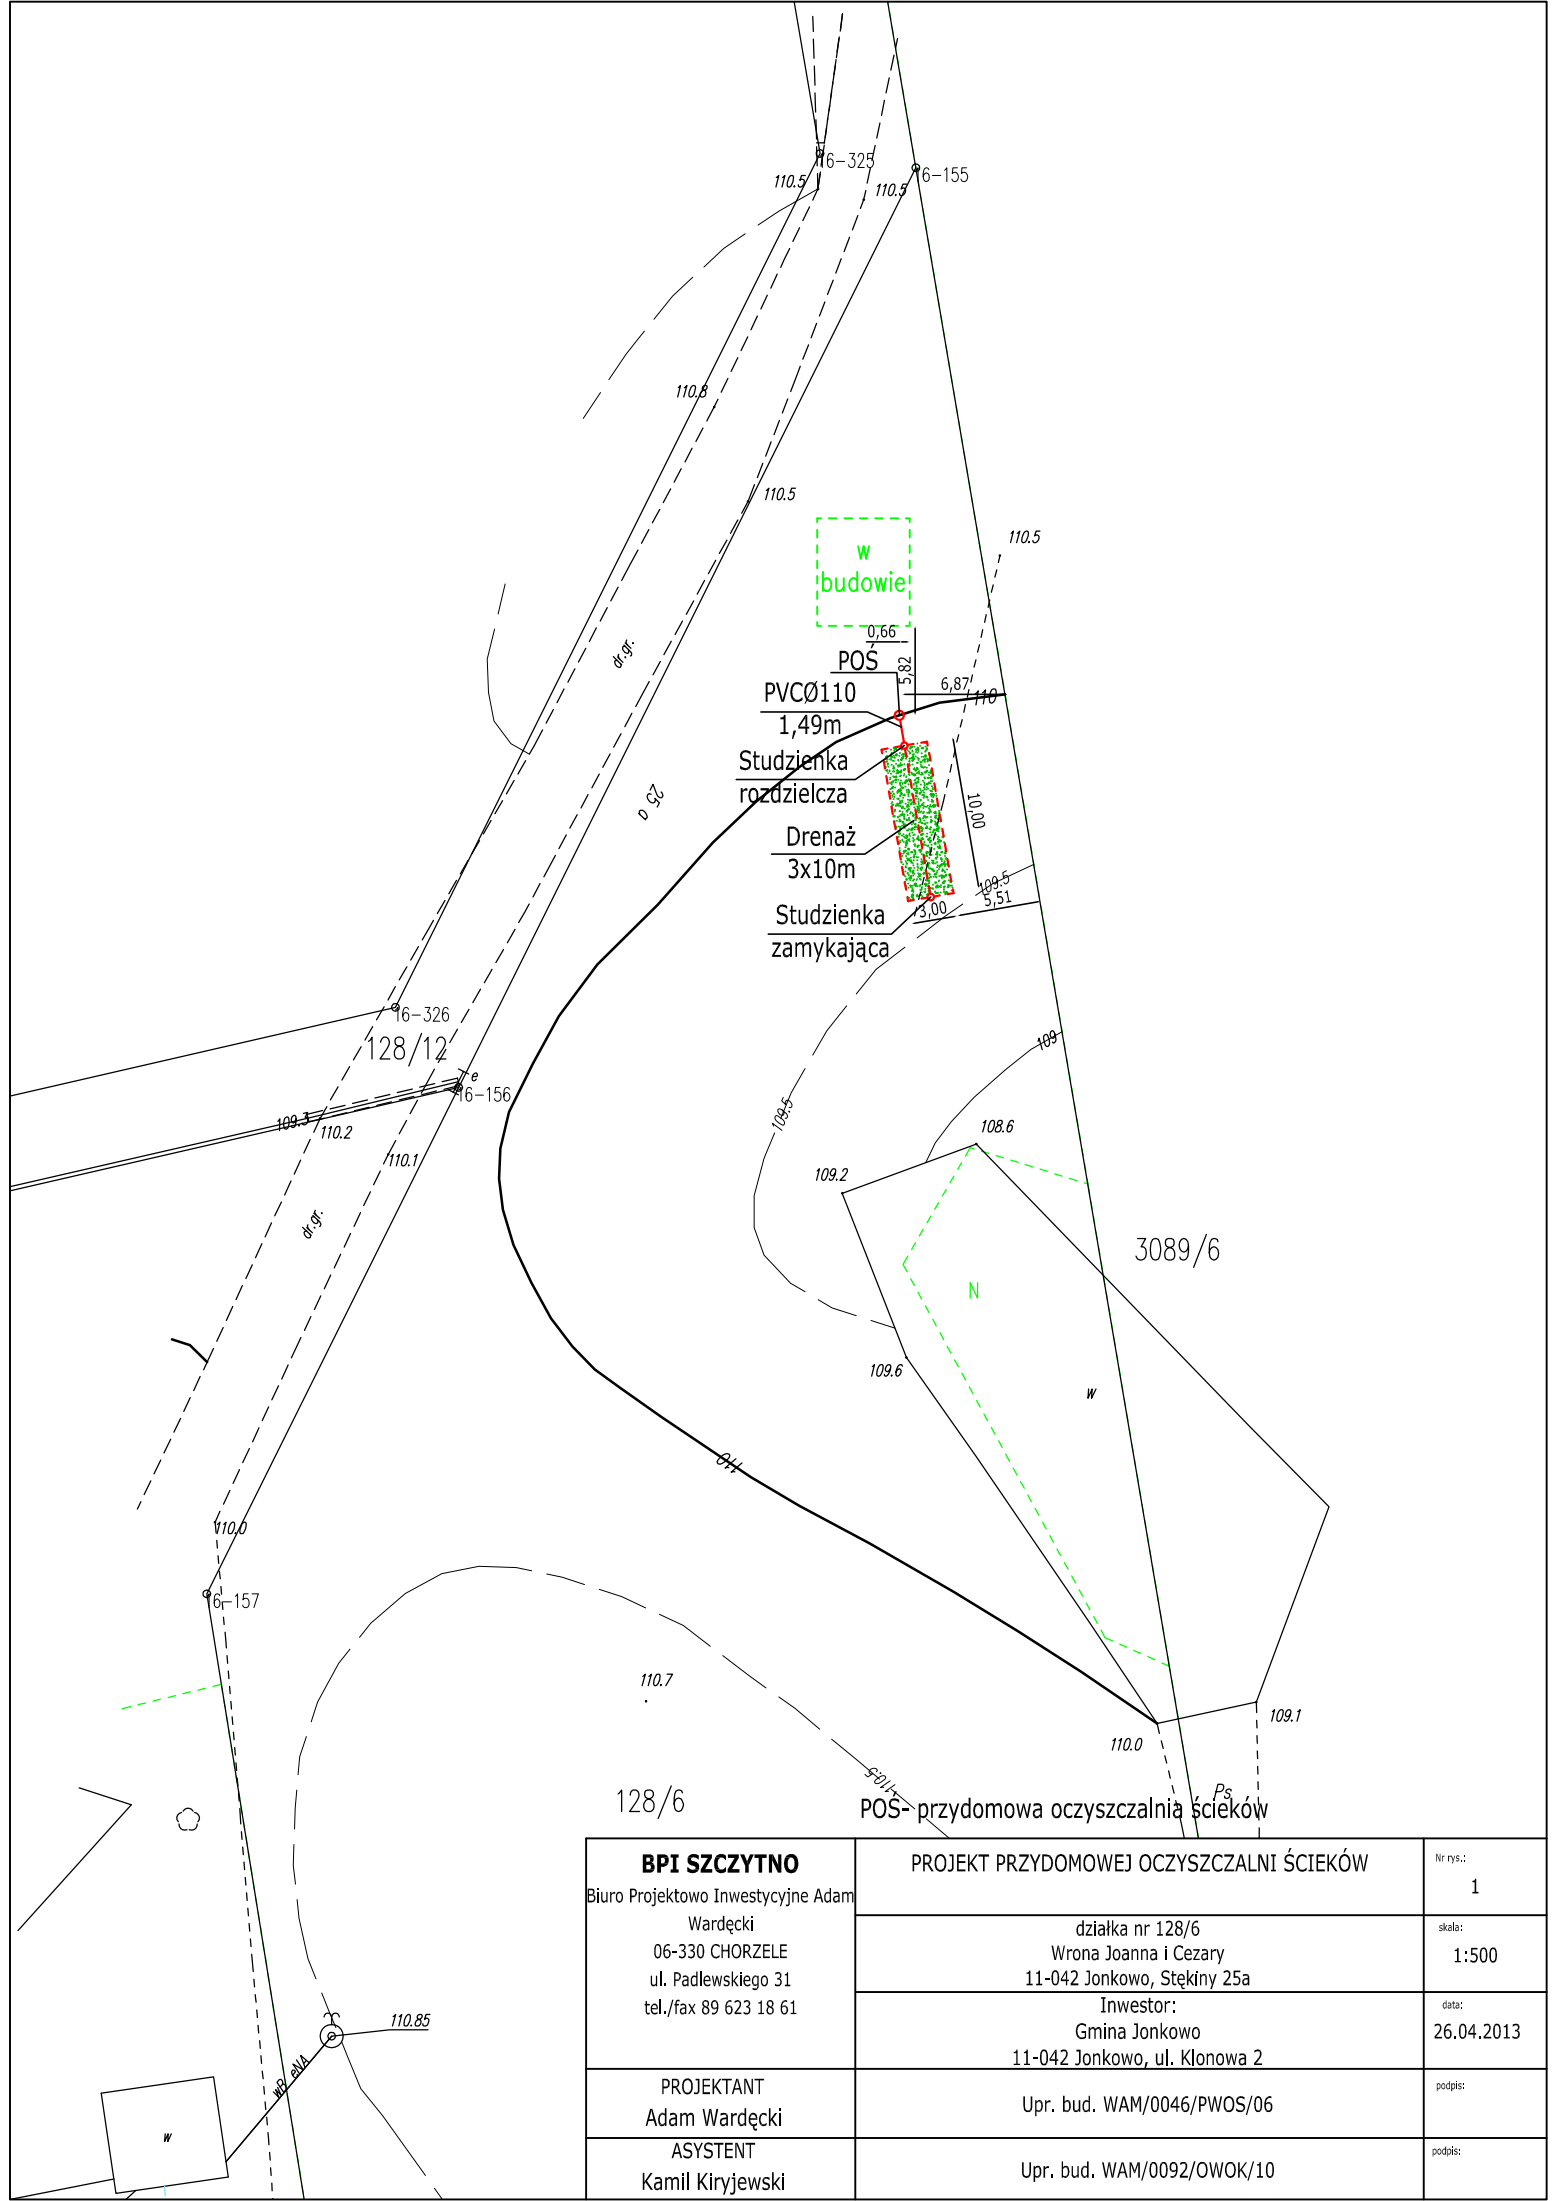 6-325
6-155
110.5
110.5
110.8
110.5
110.5
w
budowie
dr.gr.
0,66
POŚ
5,82
6,87
110
PVCØ110
1,49m
Studzienka
rozdzielcza
25 a
10,00
Drenaż
3x10m
109.5
5,51
3,00
Studzienka
zamykająca
16-326
128/12
109
e
16-156
109.5
109.3
110.2
108.6
110.1
109.2
dr.gr.
3089/6
N
109.6
w
110
110.0
6-157
110.7
109.1
110.0
110.5
Ps
128/6
POŚ- przydomowa oczyszczalnia ścieków
BPI SZCZYTNO
Biuro Projektowo Inwestycyjne Adam
Wardęcki
06-330 CHORZELE
ul. Padlewskiego 31
tel./fax 89 623 18 61
PROJEKT PRZYDOMOWEJ OCZYSZCZALNI ŚCIEKÓW
Nr rys.:
1
działka nr 128/6
Wrona Joanna i Cezary
11-042 Jonkowo, Stękiny 25a
skala:
1:500
Inwestor:
Gmina Jonkowo
11-042 Jonkowo, ul. Klonowa 2
data:
26.04.2013
PROJEKTANT
Adam Wardęcki
Upr. bud. WAM/0046/PWOS/06
podpis:
ASYSTENT
Kamil Kiryjewski
Upr. bud. WAM/0092/OWOK/10
podpis:
110.85
wB eNA
w